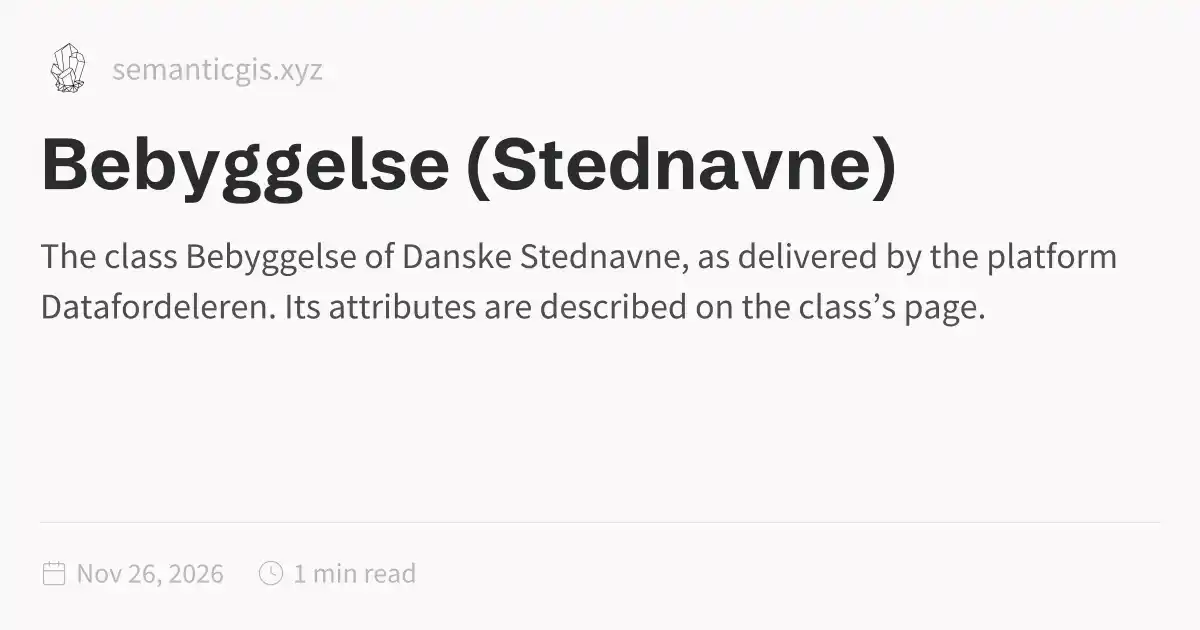 semanticgis.xyz
Bebyggelse (Stednavne)
The class Bebyggelse of Danske Stednavne, as delivered by the platform
Datafordeleren. Its attributes are described on the class’s page.
Nov 26, 2026 1 min read